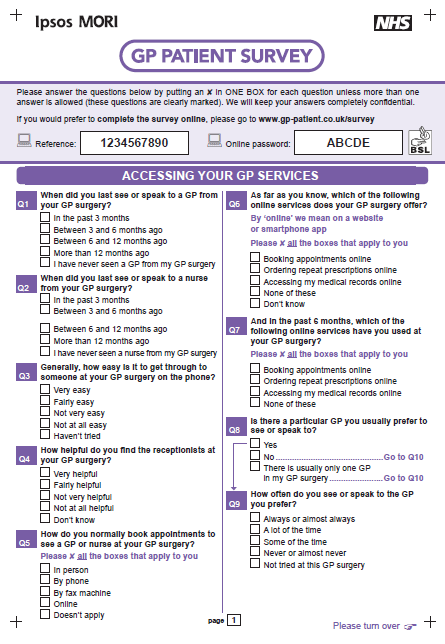 Ipsos MORI
NHS
GP PATIENT SURVEY
Please answer the questions below by putting an ✘ in ONE BOX for each question unless more than one
answer is allowed (these questions are clearly marked). We will keep your answers completely confidential.
If you would prefer to complete the survey online, please go to www.gp-patient.co.uk/survey
Reference: 1234567890 Online password: ABCDE BSL
ACCESSING YOUR GP SERVICES
Q1 When did you last see or speak to a GP from
your GP surgery?
In the past 3 months
Between 3 and 6 months ago
Between 6 and 12 months ago
More than 12 months ago
I have never seen a GP from my GP surgery
Q2 When did you last see or speak to a nurse
from your GP surgery?
In the past 3 months
Between 3 and 6 months ago
Between 6 and 12 months ago
More than 12 months ago
I have never seen a nurse from my GP surgery
Q3 Generally, how easy is it to get through to
someone at your GP surgery on the phone?
Very easy
Fairly easy
Not very easy
Not at all easy
Haven't tried
Q4 How helpful do you find the receptionists at
your GP surgery?
Very helpful
Fairly helpful
Not very helpful
Not at all helpful
Don't know
Q5 How do you normally book appointments to
see a GP or nurse at your GP surgery?
Please ✘ all the boxes that apply to you
In person
By phone
By fax machine
Online
Doesn't apply
Q6 As far as you know, which of the following
online services does your GP surgery offer?
By 'online' we mean on a website
or smartphone app
Please ✘ all the boxes that apply to you
Booking appointments online
Ordering repeat prescriptions online
Accessing my medical records online
None of these
Don't know
Q7 And in the past 6 months, which of the
following online services have you used at
your GP surgery?
Please ✘ all the boxes that apply to you
Booking appointments online
Ordering repeat prescriptions online
Accessing my medical records online
None of these
Q8 Is there a particular GP you usually prefer to
see or speak to?
Yes
No ........................................ Go to Q10
There is usually only one GP
in my GP surgery .................... Go to Q10
Q9 How often do you see or speak to the GP
you prefer?
Always or almost always
A lot of the time
Some of the time
Never or almost never
Not tried at this GP surgery
page 1
Please turn over